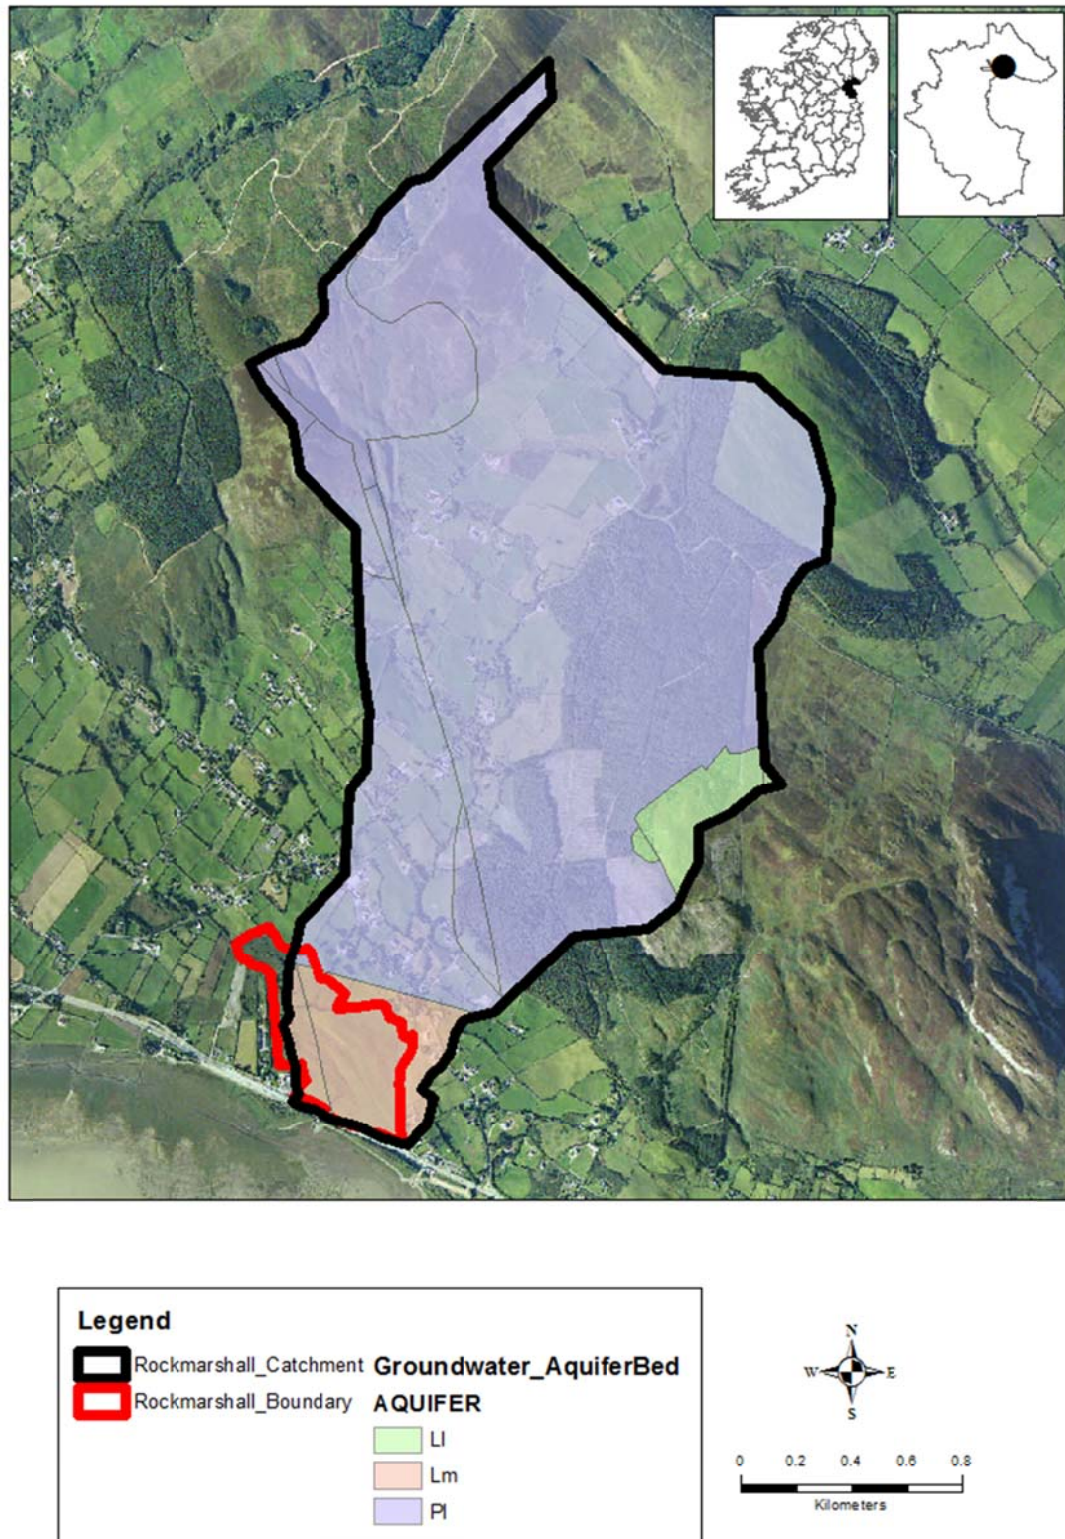 Legend
Rockmarshall_Catchment Groundwater_AquiferBed
Rockmarshall_Boundary AQUIFER
Ll
Lm
Pl
N
W E
S
0 0.2 0.4 0.6 0.8
Kilometers